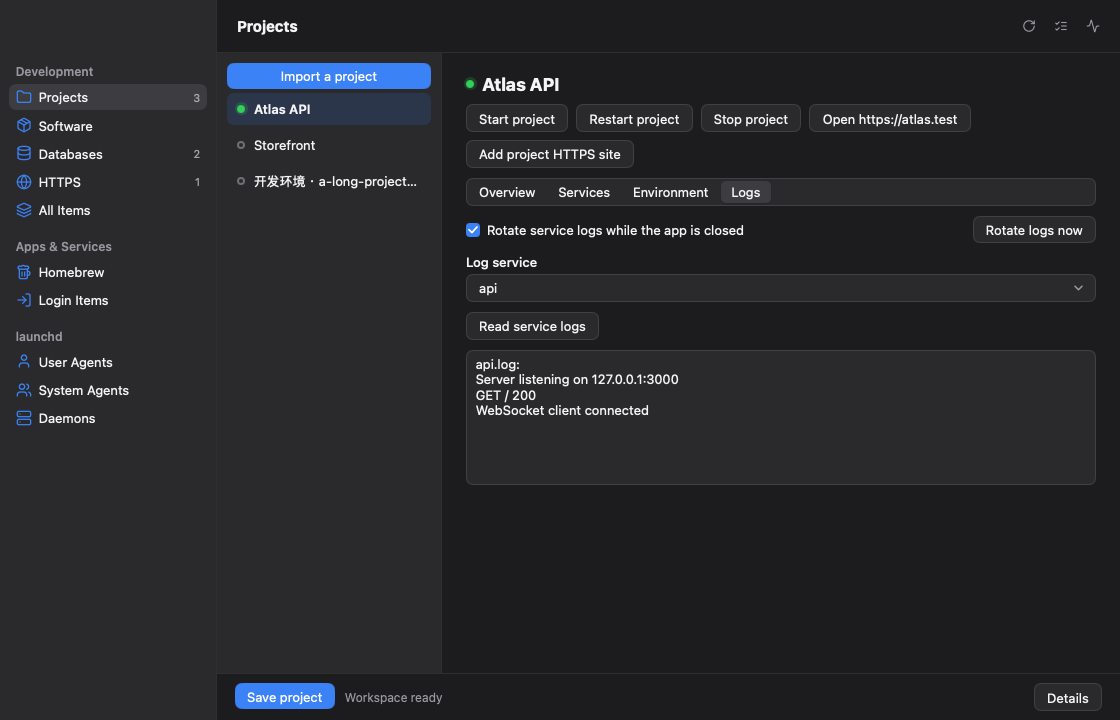 Projects
Development
Projects 3
Software
Databases 2
HTTPS 1
All Items
Apps & Services
Homebrew
Login Items
launchd
User Agents
System Agents
Daemons
Import a project
Atlas API
Storefront
开发环境 · a-long-project...
Atlas API
Start project
Restart project
Stop project
Open https://atlas.test
Add project HTTPS site
Overview
Services
Environment
Logs
Rotate service logs while the app is closed
Rotate logs now
Log service
api
Read service logs
api.log:
Server listening on 127.0.0.1:3000
GET / 200
WebSocket client connected
Save project
Workspace ready
Details